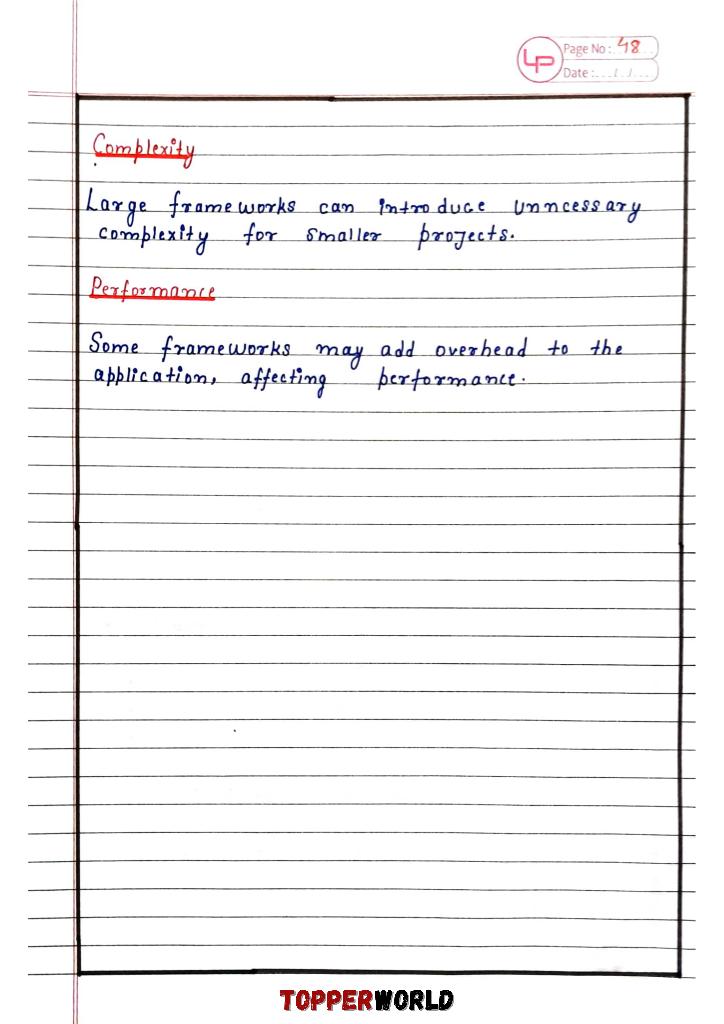 LP
Page No: 48
Date: / /
Complexity
Large frameworks can introduce unncessary
complexity for smaller projects.
Performance
Some frameworks may add overhead to the
application, affecting performance.
TOPPERWORLD